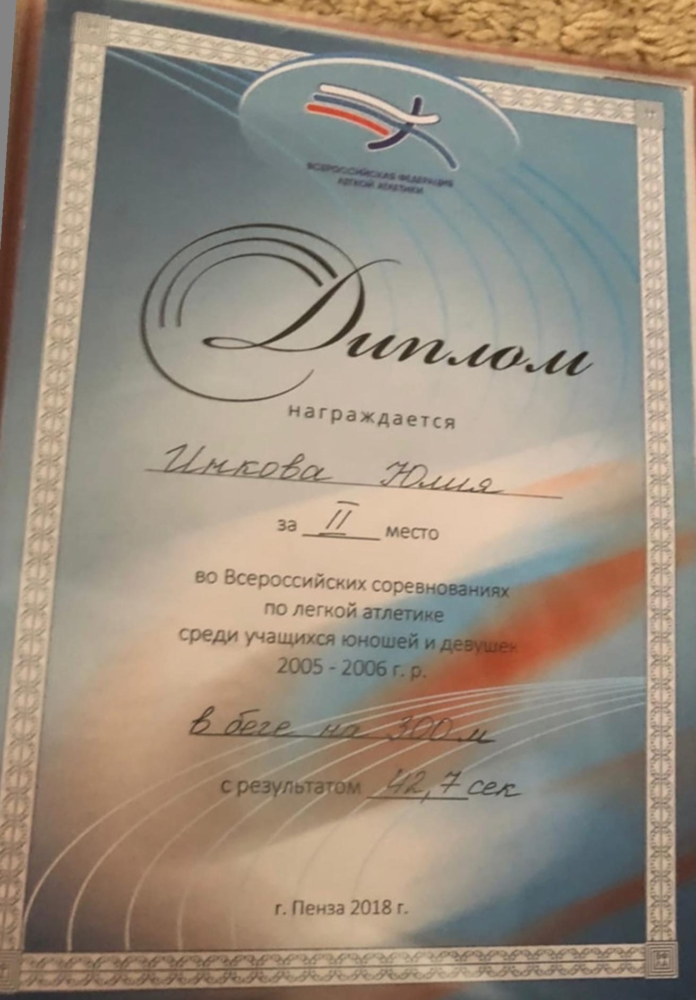 ВСЕРОССИЙСКАЯ ФЕДЕРАЦИЯ
ЛЕГКОЙ АТЛЕТИКИ
Диплом
награждается
Инкова Юлия
за II место
во Всероссийских соревнованиях
по легкой атлетике
среди учащихся юношей и девушек
2005 - 2006 г. р.
в беге на 300 м
с результатом 42,7 сек
г. Пенза 2018 г.